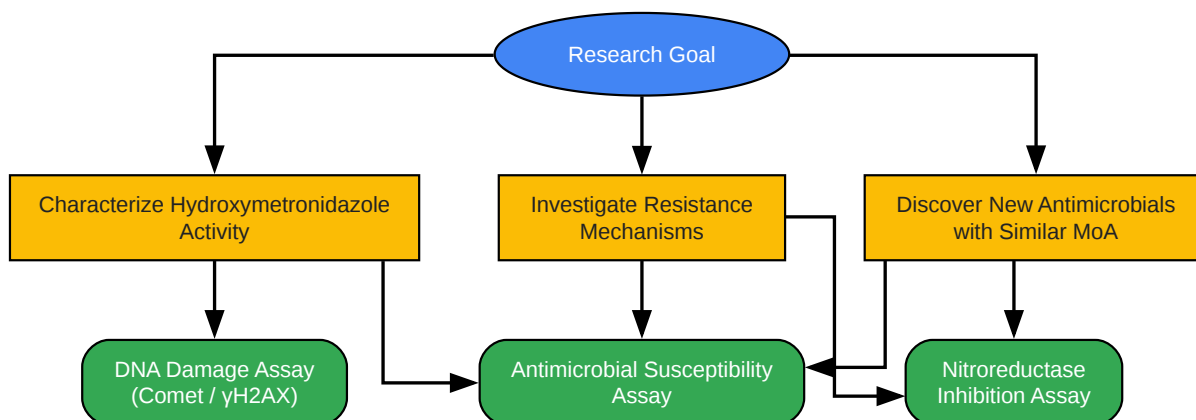 Research Goal
Characterize Hydroxymetronidazole
Activity
Investigate Resistance
Mechanisms
Discover New Antimicrobials
with Similar MoA
DNA Damage Assay
(Comet / γH2AX)
Antimicrobial Susceptibility
Assay
Nitroreductase
Inhibition Assay